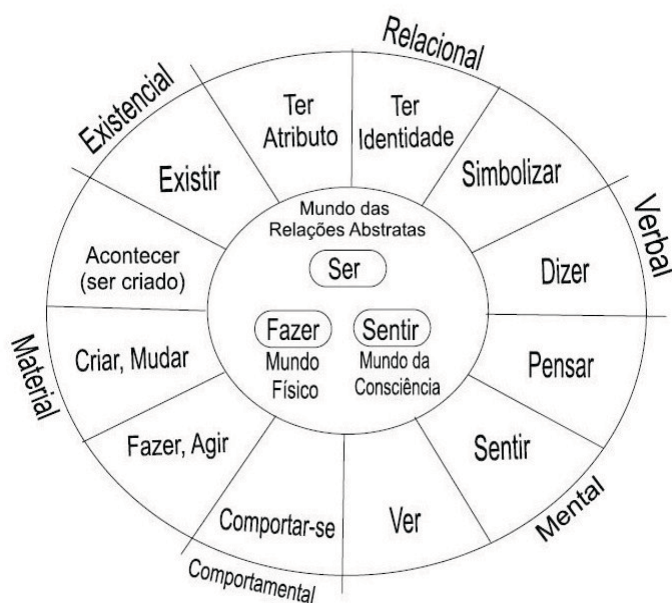 Relacional
Existencial
Ter
Atributo
Ter
Identidade
Existir
Simbolizar
Verbal
Mundo das
Relações Abstratas
Ser
Acontecer
(ser criado)
Dizer
Fazer
Sentir
Mundo
Físico
Mundo da
Consciência
Material
Criar, Mudar
Pensar
Fazer, Agir
Sentir
Mental
Comportar-se
Ver
Comportamental